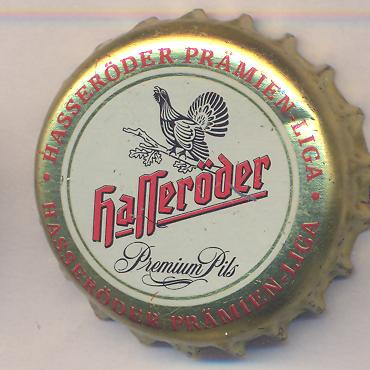 • HASSERÖDER PRÄMIEN LIGA •
Hasseröder
Premium Pils
HASSERÖDER PRÄMIEN-LIGA